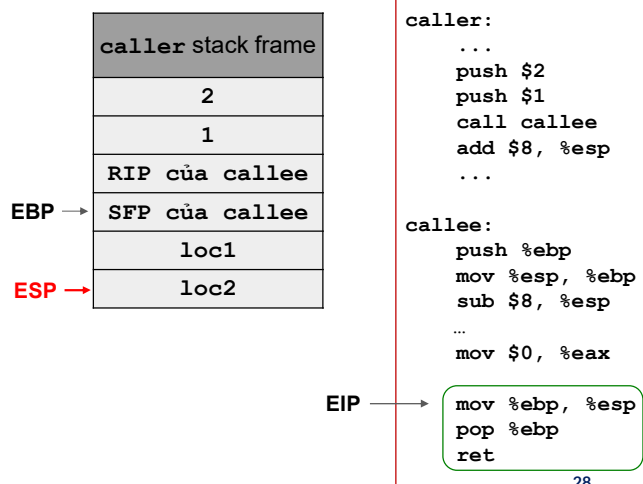 caller stack frame
2
1
RIP của callee
EBP → SFP của callee
loc1
ESP → loc2
caller:
...
push $2
push $1
call callee
add $8, %esp
...
callee:
push %ebp
mov %esp, %ebp
sub $8, %esp
…
mov $0, %eax
EIP → mov %ebp, %esp
pop %ebp
ret
28